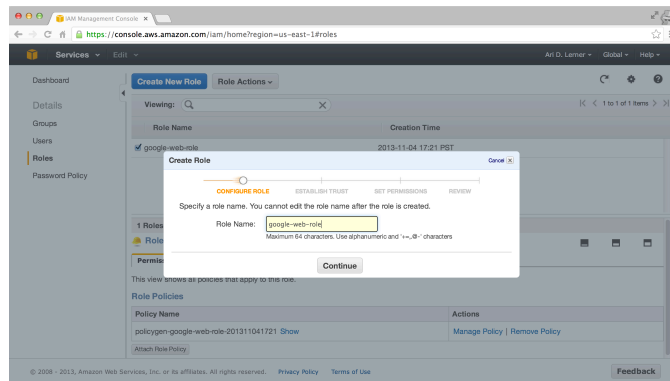 IAM Management Console
https://console.aws.amazon.com/iam/home?region=us-east-1#roles
Services Edit Ari D. Lerner Global Help
Dashboard
Details
Groups
Users
Roles
Password Policy
Create New Role Role Actions
Viewing: 1 to 1 of 1 Items
Role Name Creation Time
google-web-role 2013-11-04 17:21 PST
Create Role Cancel
CONFIGURE ROLE ESTABLISH TRUST SET PERMISSIONS REVIEW
Specify a role name. You cannot edit the role name after the role is created.
Role Name: google-web-role
Maximum 64 characters. Use alphanumeric and '+=,.@-' characters
Continue
1 Roles
Role
Permis
This view shows all policies that apply to this role.
Role Policies
Policy Name Actions
policygen-google-web-role-201311041721 Show Manage Policy | Remove Policy
Attach Role Policy
© 2008 - 2013, Amazon Web Services, Inc. or its affiliates. All rights reserved. Privacy Policy Terms of Use Feedback